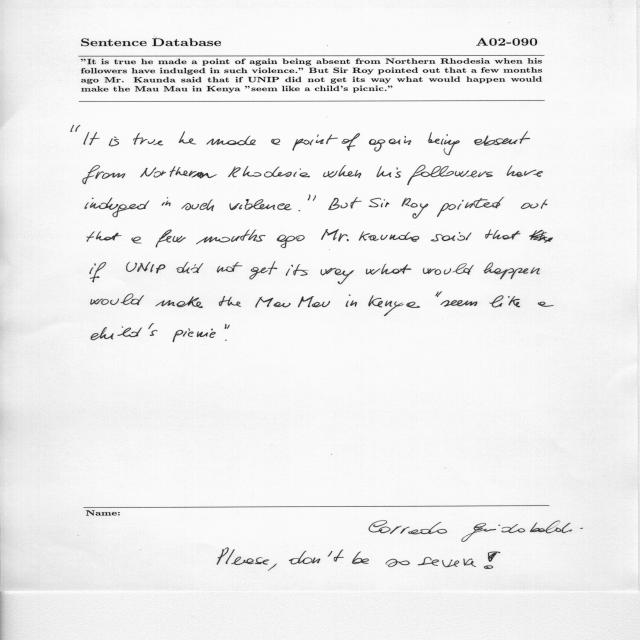 Sentence Database A02-090
"It is true he made a point of again being absent from Northern Rhodesia when his
followers have indulged in such violence." But Sir Roy pointed out that a few months
ago Mr. Kaunda said that if UNIP did not get its way what would happen would
make the Mau Mau in Kenya "seem like a child's picnic."
"It is true he made a point of again being absent
from Northern Rhodesia when his followers have
induged in such violence." But Sir Roy pointed out
that a few months ago Mr. Kaunda said that
if UNIP did not get its way what would happen
would make the Mau Mau in Kenya "seem like a
child's picnic".
Name:
Corrado Guidobaldi
Please, don't be so severe!